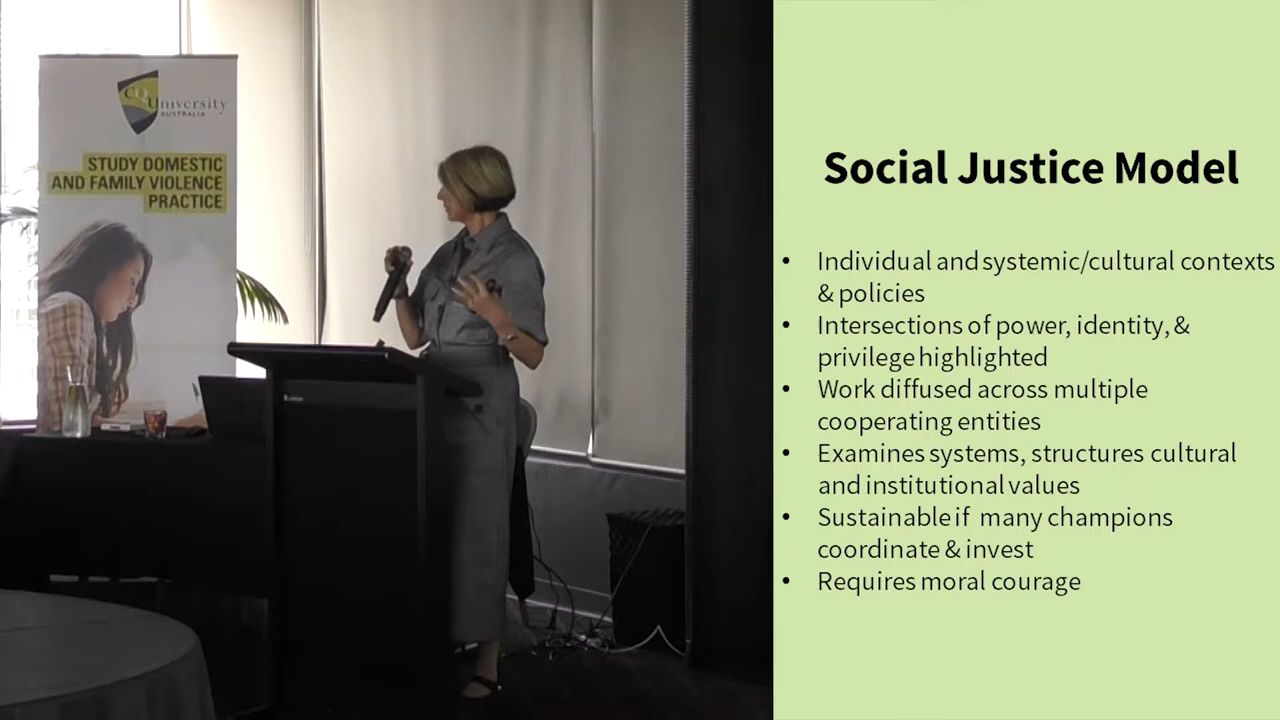 CQUniversity
AUSTRALIA
STUDY DOMESTIC
AND FAMILY VIOLENCE
PRACTICE
Social Justice Model
• Individual and systemic/cultural contexts
& policies
• Intersections of power, identity, &
privilege highlighted
• Work diffused across multiple
cooperating entities
• Examines systems, structures cultural
and institutional values
• Sustainable if many champions
coordinate & invest
• Requires moral courage